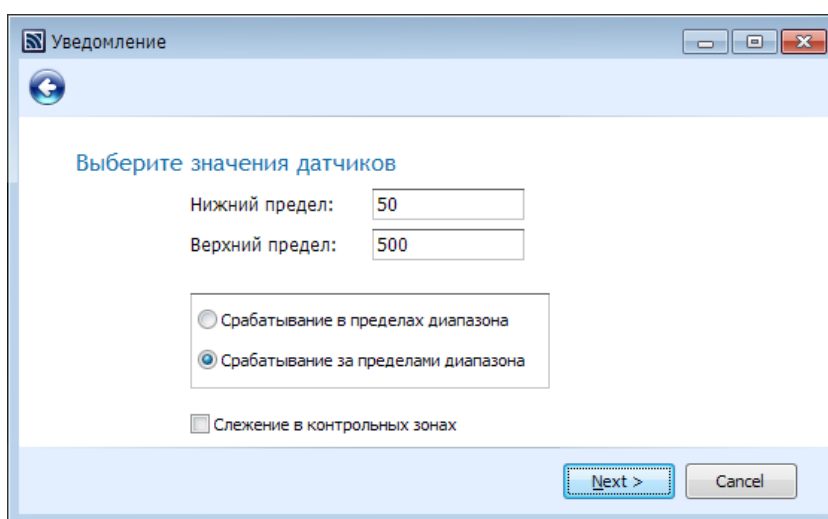 Уведомление
Выберите значения датчиков
Нижний предел: 50
Верхний предел: 500
Срабатывание в пределах диапазона
Срабатывание за пределами диапазона
Слежение в контрольных зонах
Next > Cancel